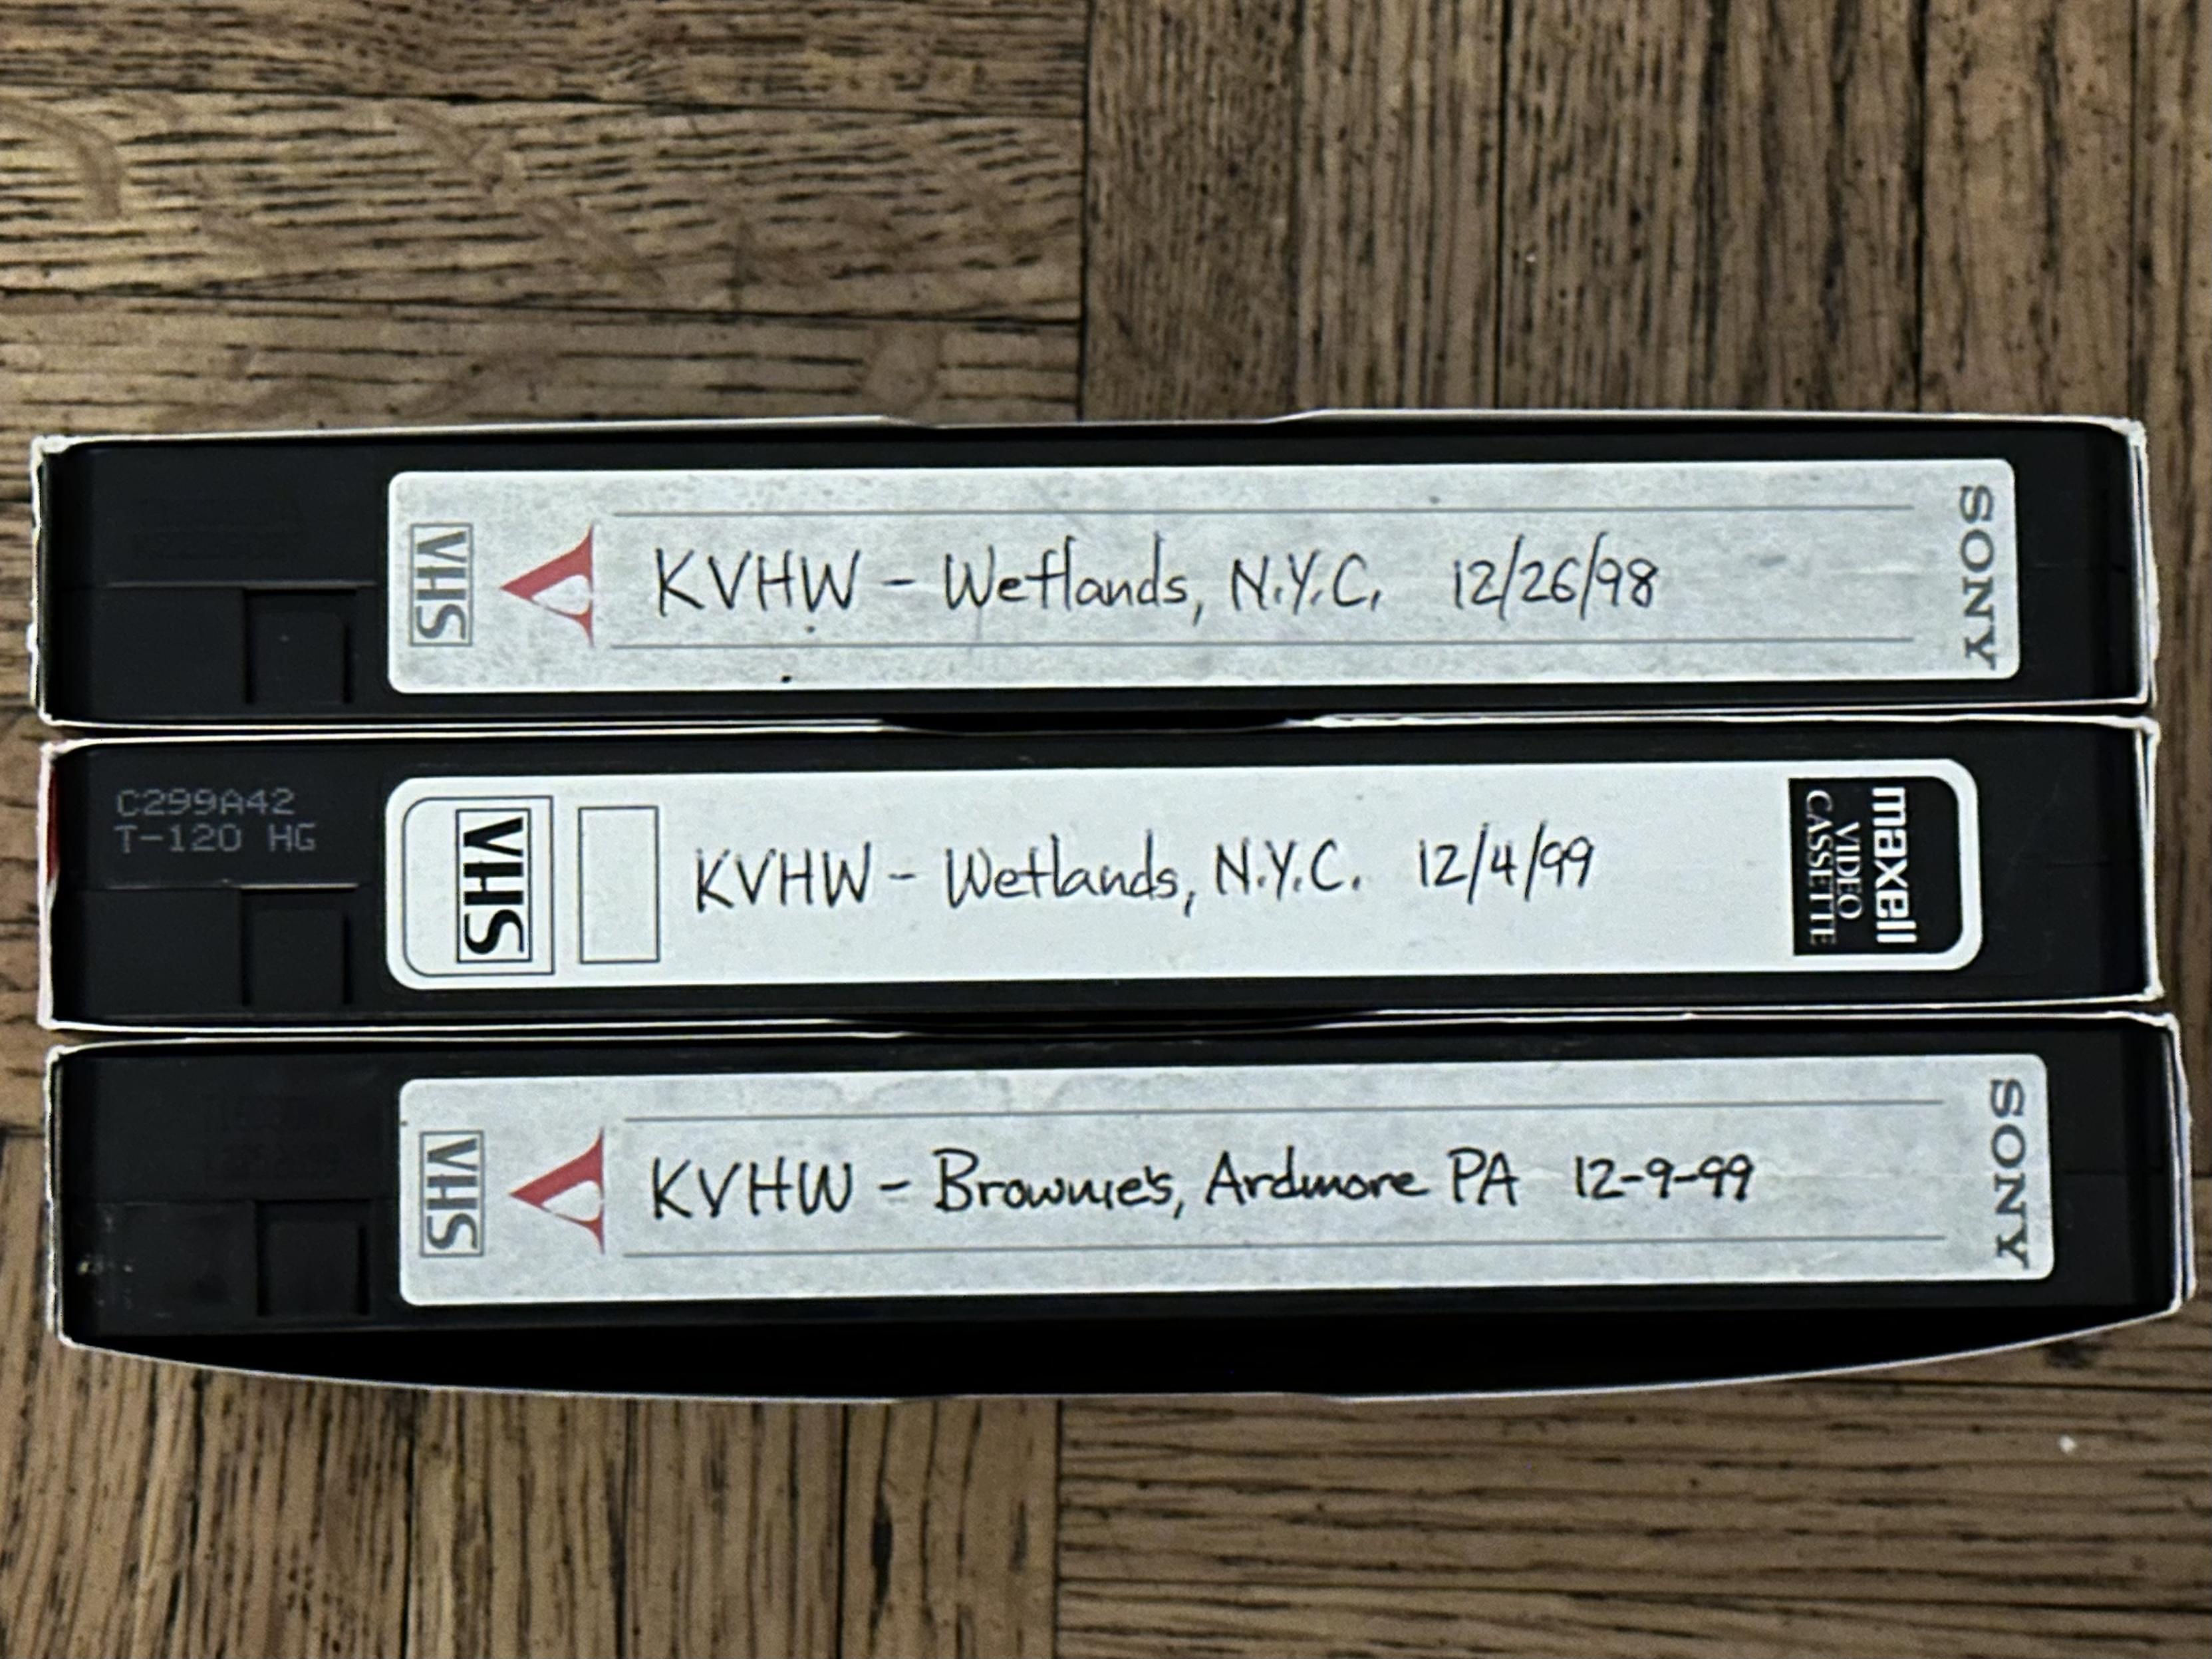 VHS V KVHW - Wetlands, N.Y.C. 12/26/98 SONY
C299A42
T-120 HG
VHS KVHW - Wetlands, N.Y.C. 12/4/99 maxell
VIDEO
CASSETTE
VHS V KVHW - Brownie's, Ardmore PA 12-9-99 SONY